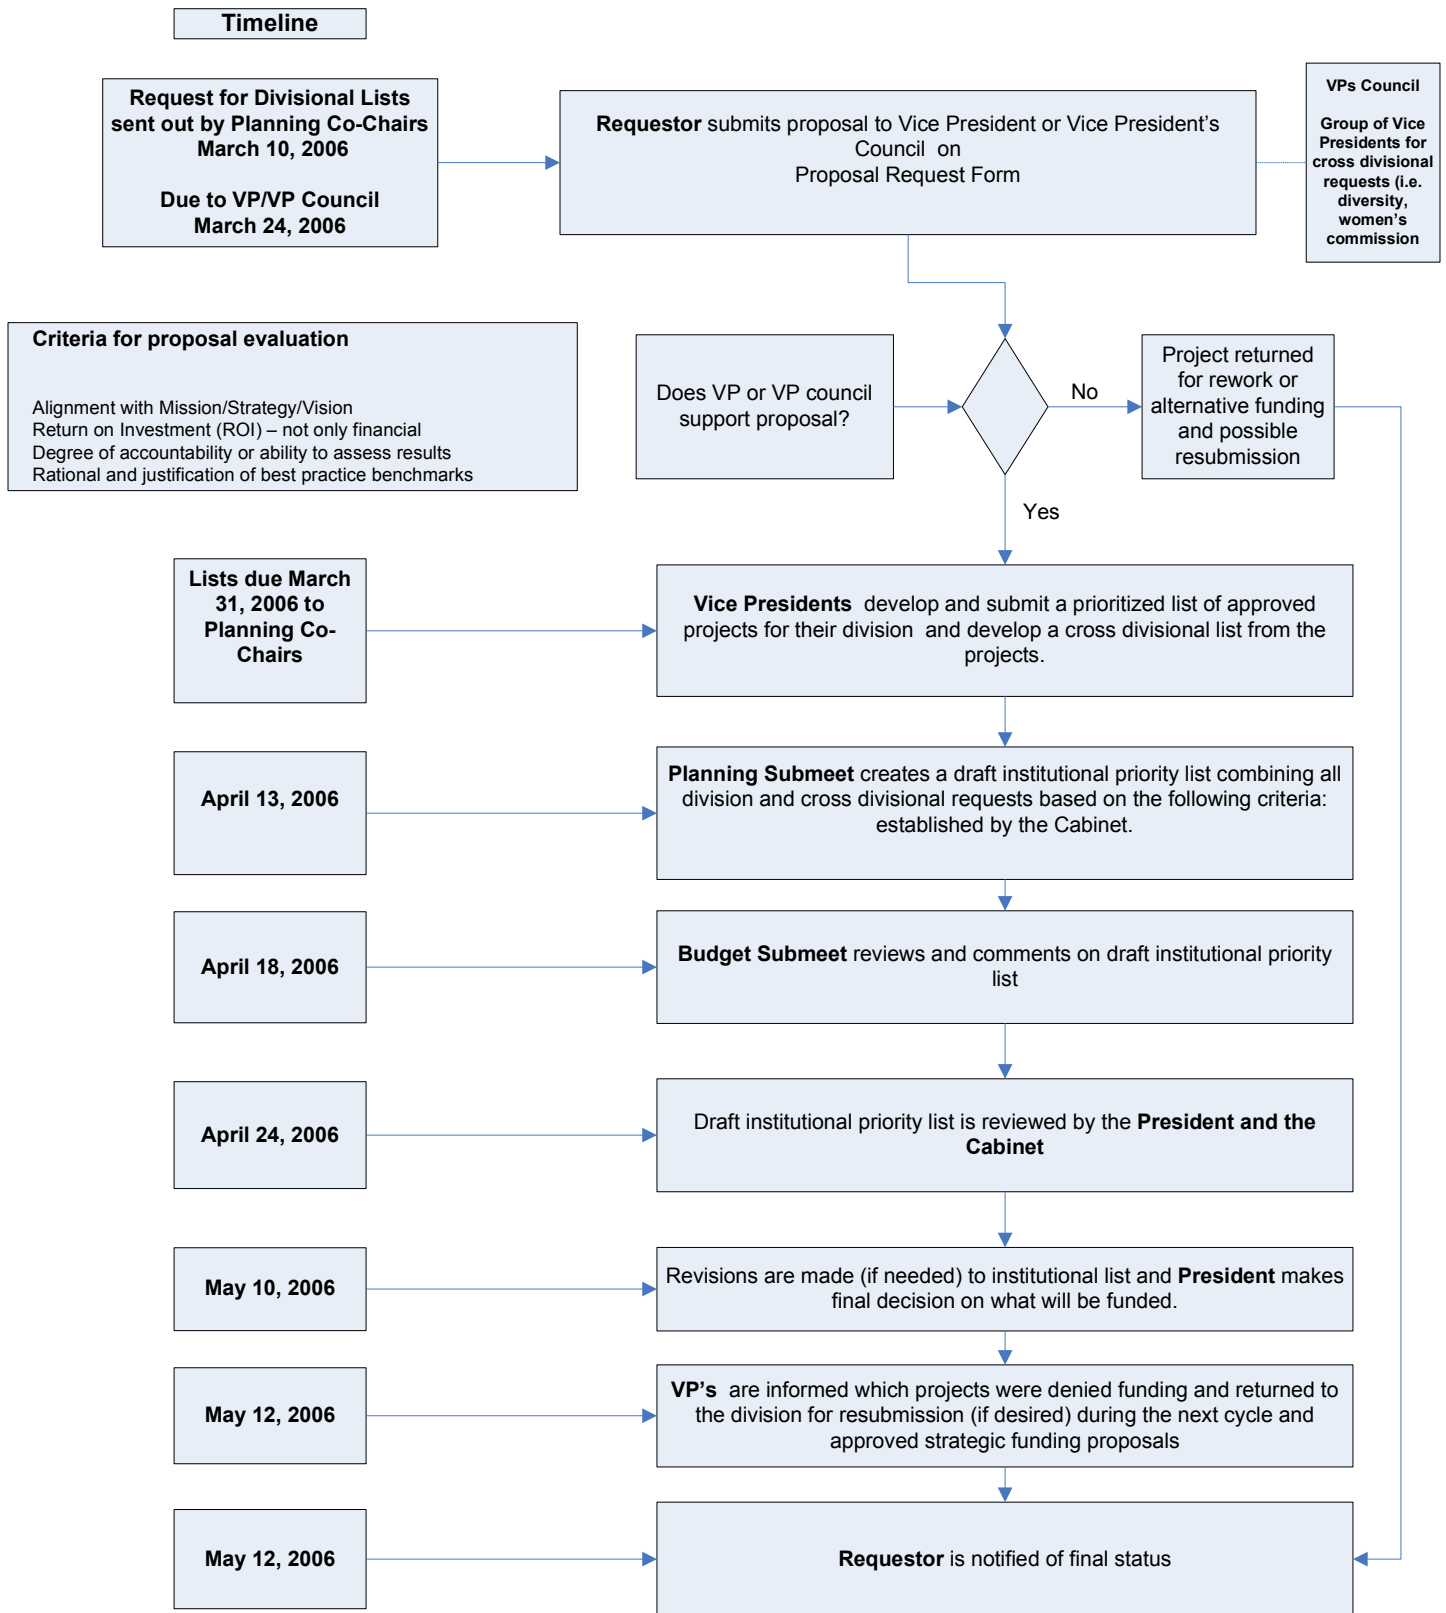 Timeline
Request for Divisional Lists
sent out by Planning Co-Chairs
March 10, 2006
Due to VP/VP Council
March 24, 2006
Requestor submits proposal to Vice President or Vice President’s
Council on
Proposal Request Form
VPs Council
Group of Vice
Presidents for
cross divisional
requests (i.e.
diversity,
women’s
commission
Criteria for proposal evaluation
Alignment with Mission/Strategy/Vision
Return on Investment (ROI) – not only financial
Degree of accountability or ability to assess results
Rational and justification of best practice benchmarks
Does VP or VP council
support proposal?
No
Project returned
for rework or
alternative funding
and possible
resubmission
Yes
Lists due March
31, 2006 to
Planning Co-
Chairs
Vice Presidents develop and submit a prioritized list of approved
projects for their division and develop a cross divisional list from the
projects.
April 13, 2006
Planning Submeet creates a draft institutional priority list combining all
division and cross divisional requests based on the following criteria:
established by the Cabinet.
April 18, 2006
Budget Submeet reviews and comments on draft institutional priority
list
April 24, 2006
Draft institutional priority list is reviewed by the President and the
Cabinet
May 10, 2006
Revisions are made (if needed) to institutional list and President makes
final decision on what will be funded.
May 12, 2006
VP’s are informed which projects were denied funding and returned to
the division for resubmission (if desired) during the next cycle and
approved strategic funding proposals
May 12, 2006
Requestor is notified of final status